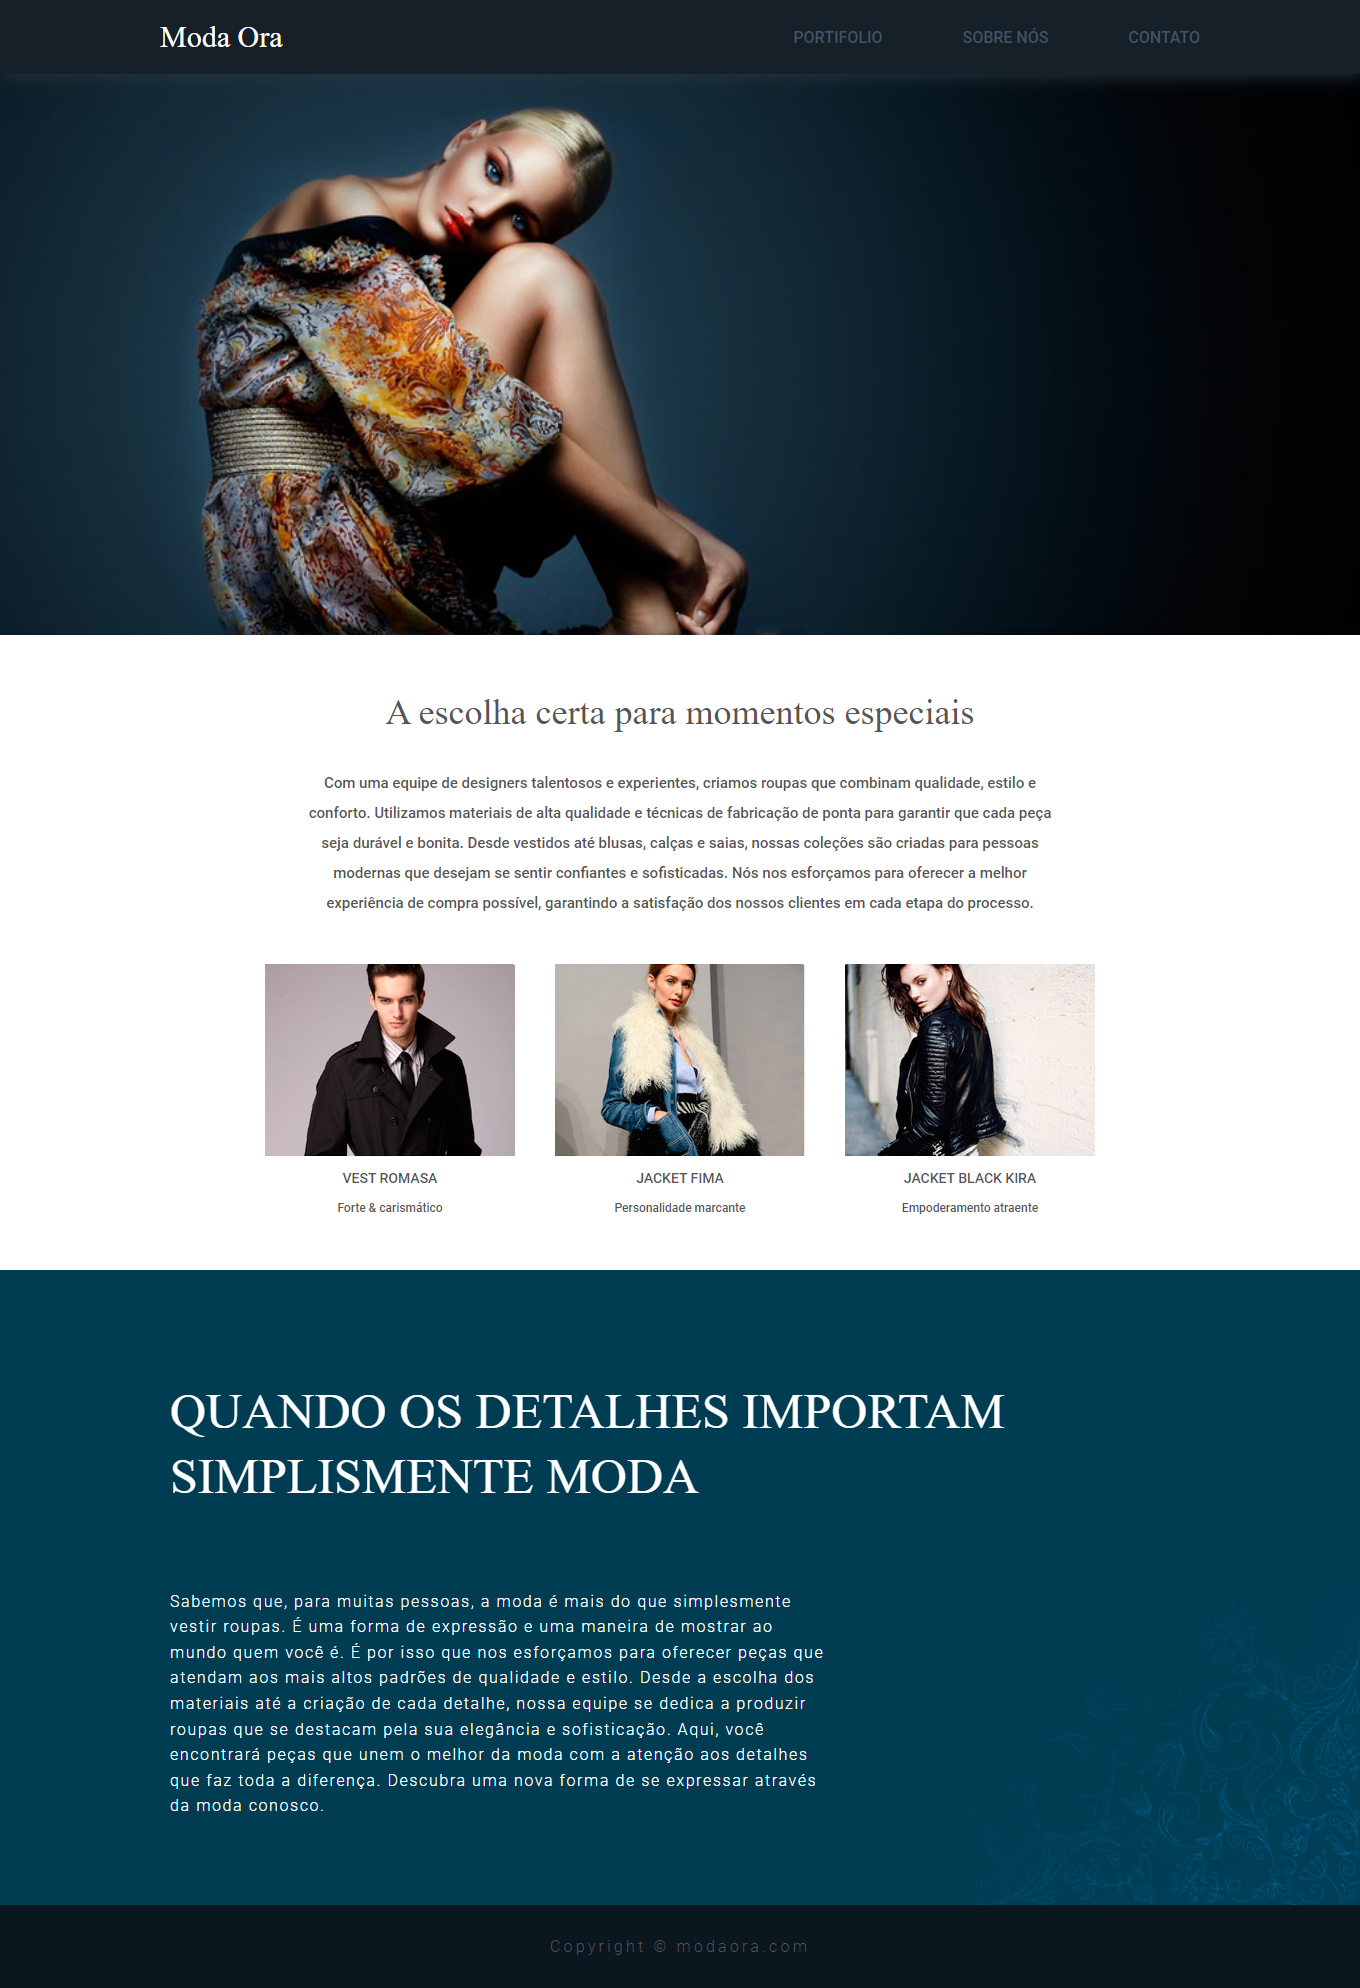 Moda Ora
PORTIFOLIO
SOBRE NÓS
CONTATO
A escolha certa para momentos especiais
Com uma equipe de designers talentosos e experientes, criamos roupas que combinam qualidade, estilo e
conforto. Utilizamos materiais de alta qualidade e técnicas de fabricação de ponta para garantir que cada peça
seja durável e bonita. Desde vestidos até blusas, calças e saias, nossas coleções são criadas para pessoas
modernas que desejam se sentir confiantes e sofisticadas. Nós nos esforçamos para oferecer a melhor
experiência de compra possível, garantindo a satisfação dos nossos clientes em cada etapa do processo.
VEST ROMASA
Forte & carismático
JACKET FIMA
Personalidade marcante
JACKET BLACK KIRA
Empoderamento atraente
QUANDO OS DETALHES IMPORTAM
SIMPLISMENTE MODA
Sabemos que, para muitas pessoas, a moda é mais do que simplesmente
vestir roupas. É uma forma de expressão e uma maneira de mostrar ao
mundo quem você é. É por isso que nos esforçamos para oferecer peças que
atendam aos mais altos padrões de qualidade e estilo. Desde a escolha dos
materiais até a criação de cada detalhe, nossa equipe se dedica a produzir
roupas que se destacam pela sua elegância e sofisticação. Aqui, você
encontrará peças que unem o melhor da moda com a atenção aos detalhes
que faz toda a diferença. Descubra uma nova forma de se expressar através
da moda conosco.
Copyright © modaora.com